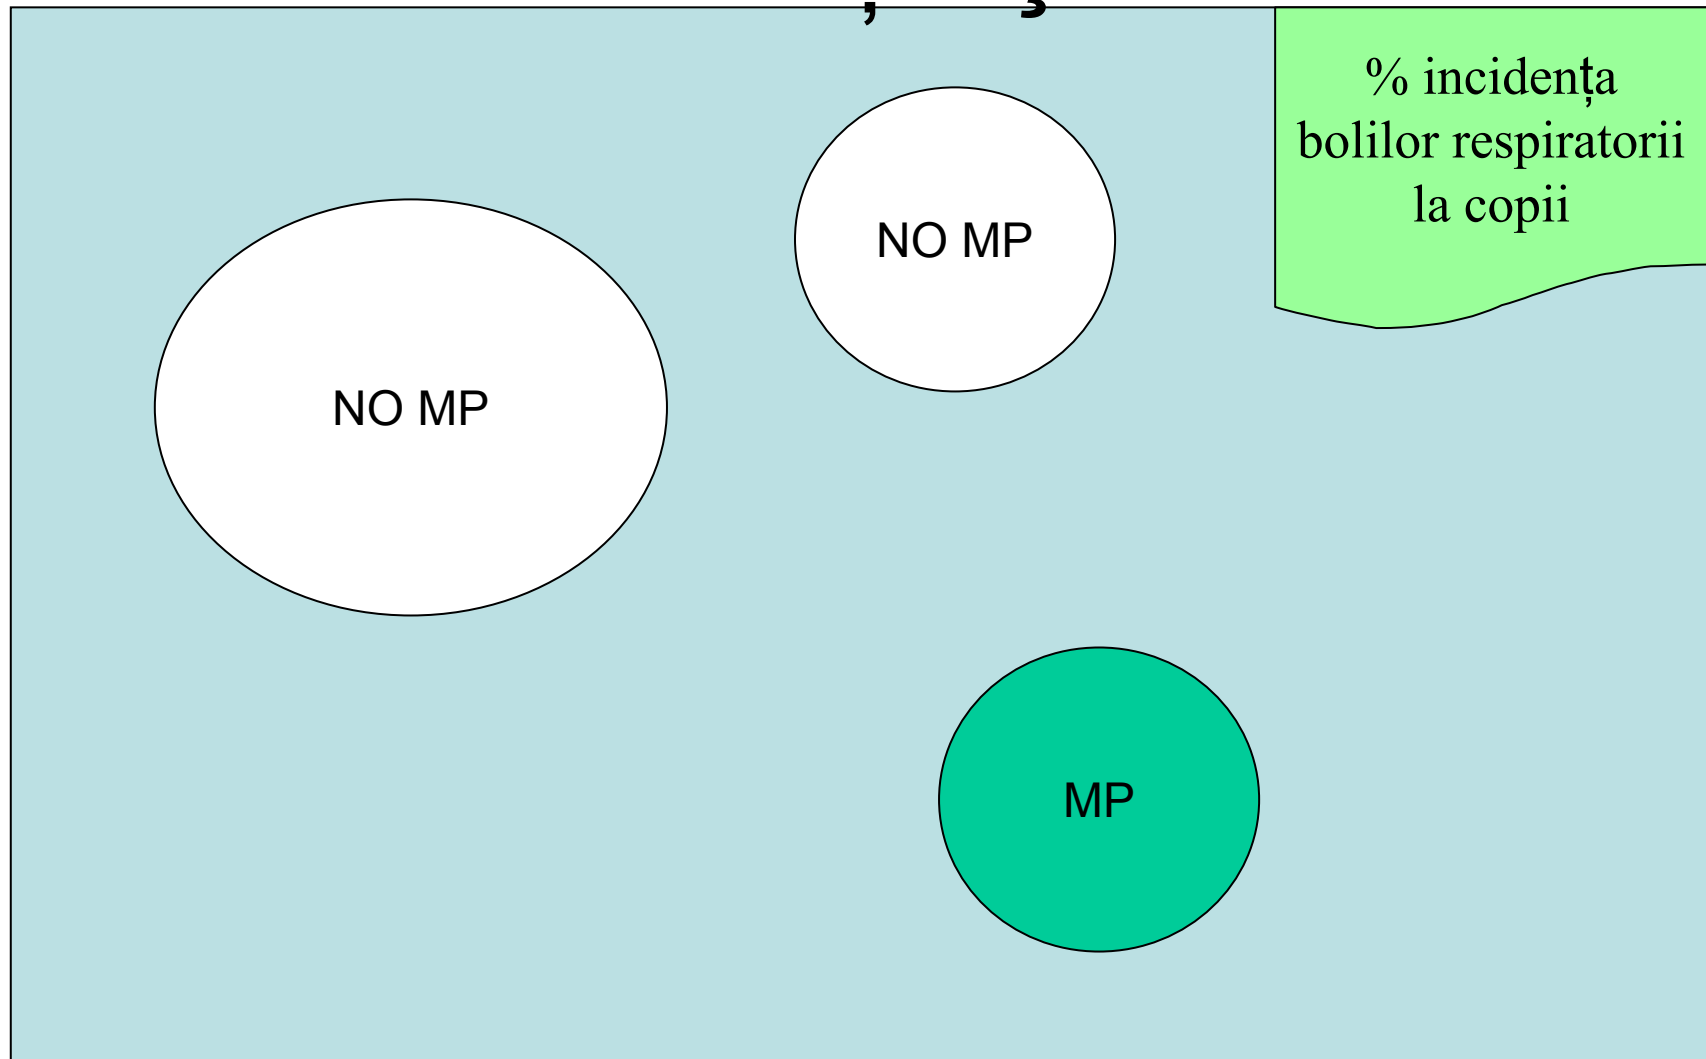 % incidența
bolilor respiratorii
la copii
NO MP
NO MP
MP